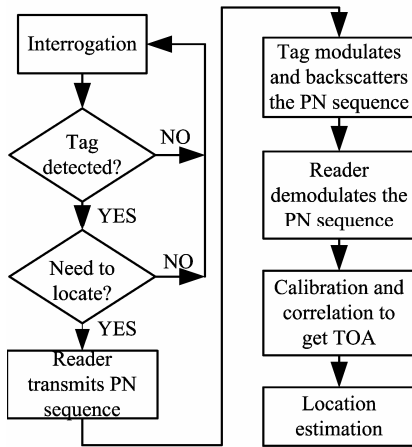 Interrogation
Tag
detected?
NO
YES
Need to
locate?
NO
YES
Reader
transmits PN
sequence
Tag modulates
and backscatters
the PN sequence
Reader
demodulates the
PN sequence
Calibration and
correlation to
get TOA
Location
estimation